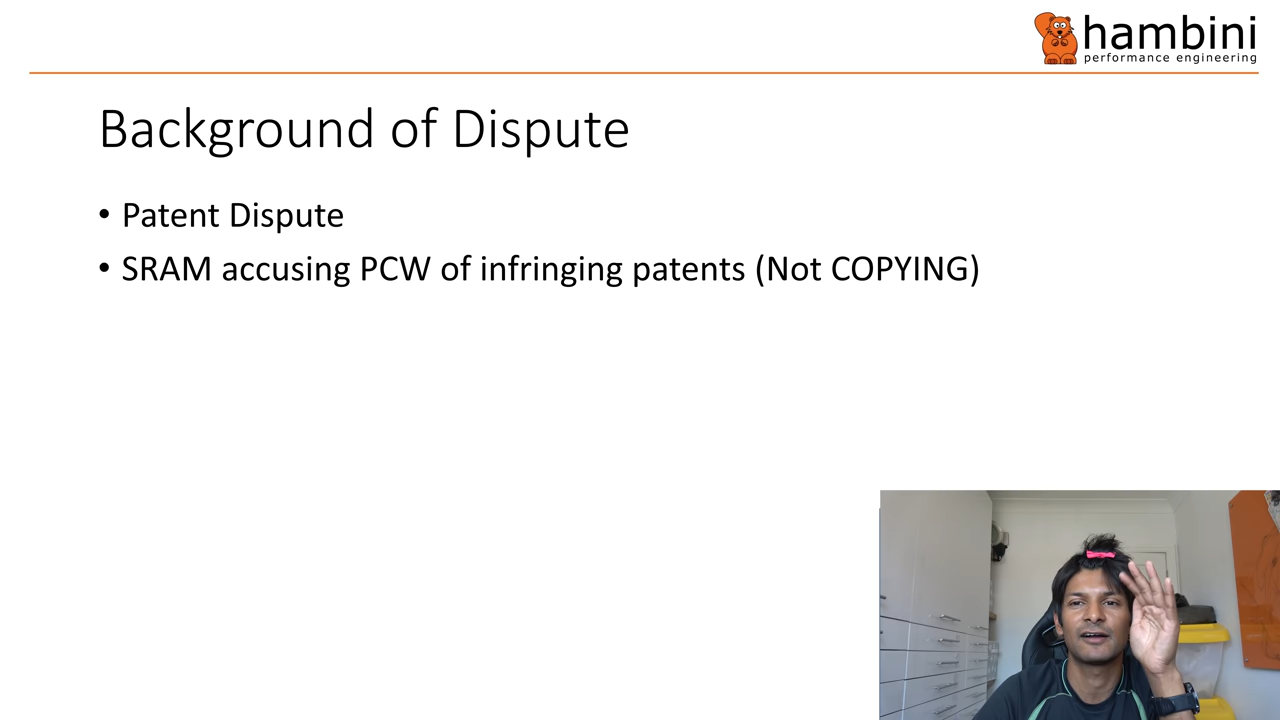 hambini
performance engineering
Background of Dispute
• Patent Dispute
• SRAM accusing PCW of infringing patents (Not COPYING)